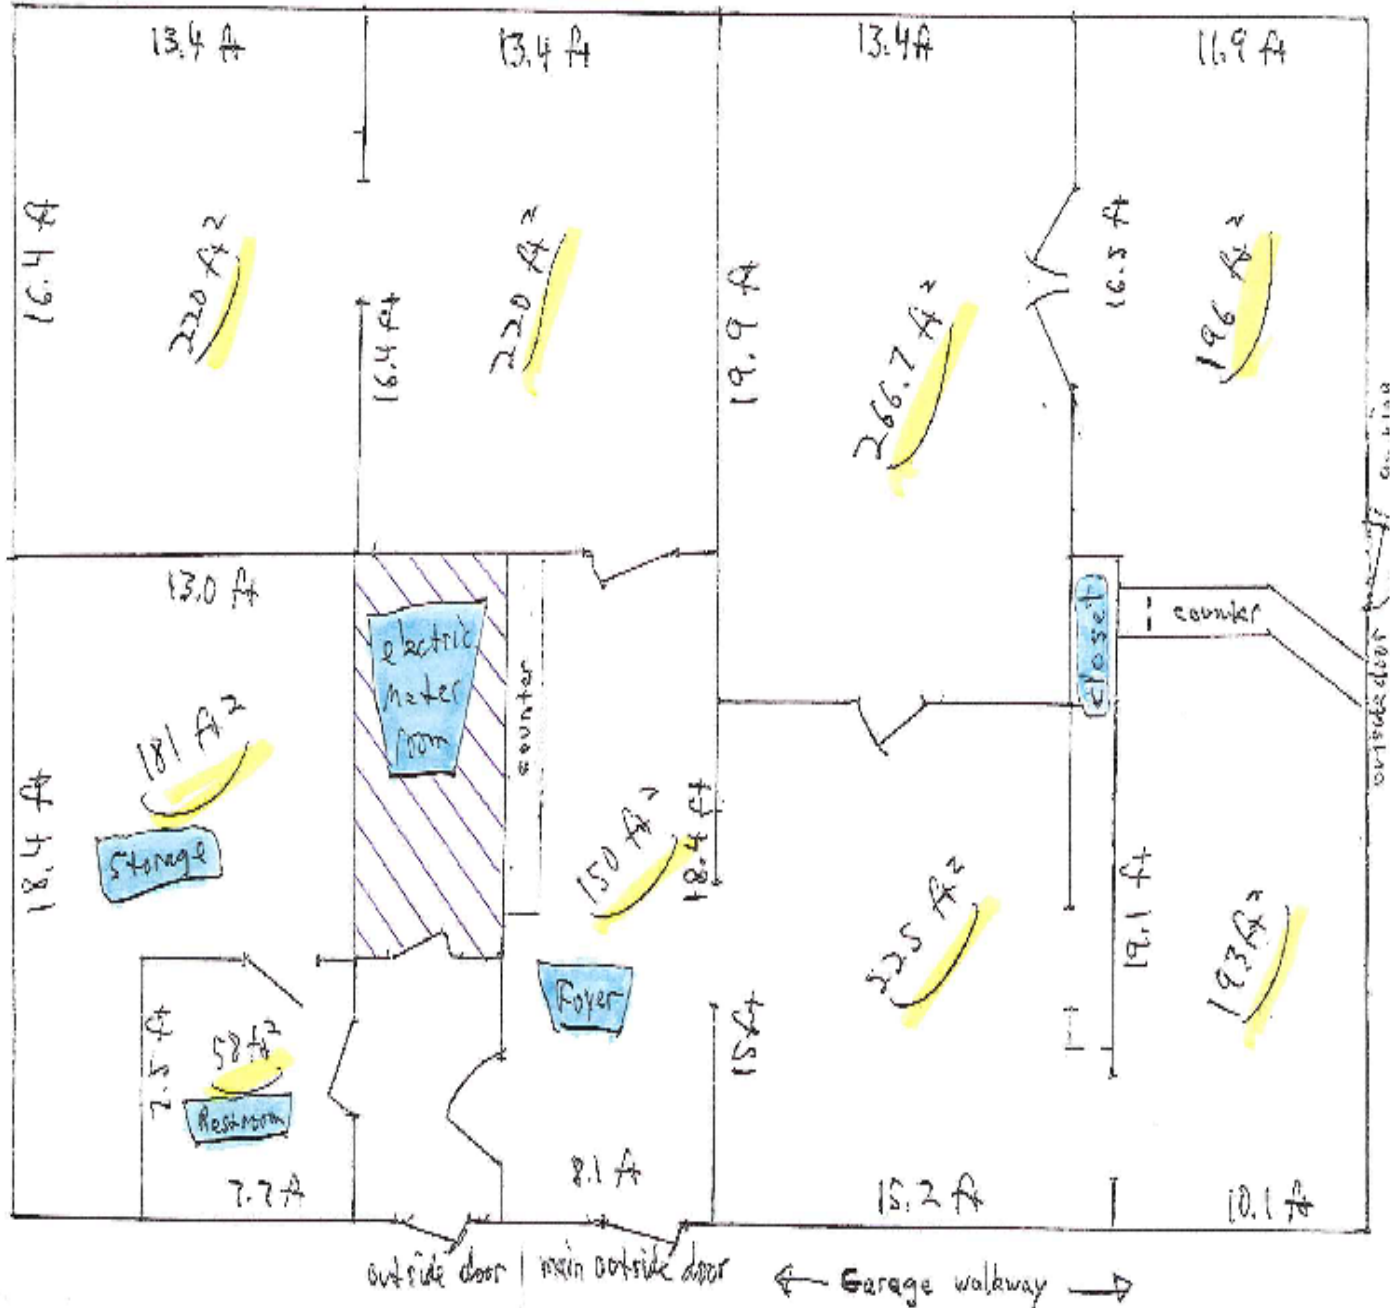 13.4 ft
13.4 ft
13.4 ft
11.9 ft
16.4 ft
220 ft²
16.4 ft
220 ft²
19.9 ft
266.7 ft²
16.5 ft
196 ft²
13.0 ft
electric
meter
room
counter
closet
counter
outside door
18.4 ft
181 ft²
Storage
150 ft²
18.4 ft
Foyer
225 ft²
19.1 ft
193 ft²
7.5 ft
58 ft²
Restroom
7.7 ft
8.1 ft
15 ft
15.2 ft
10.1 ft
outside door | main outside door
← Garage walkway →